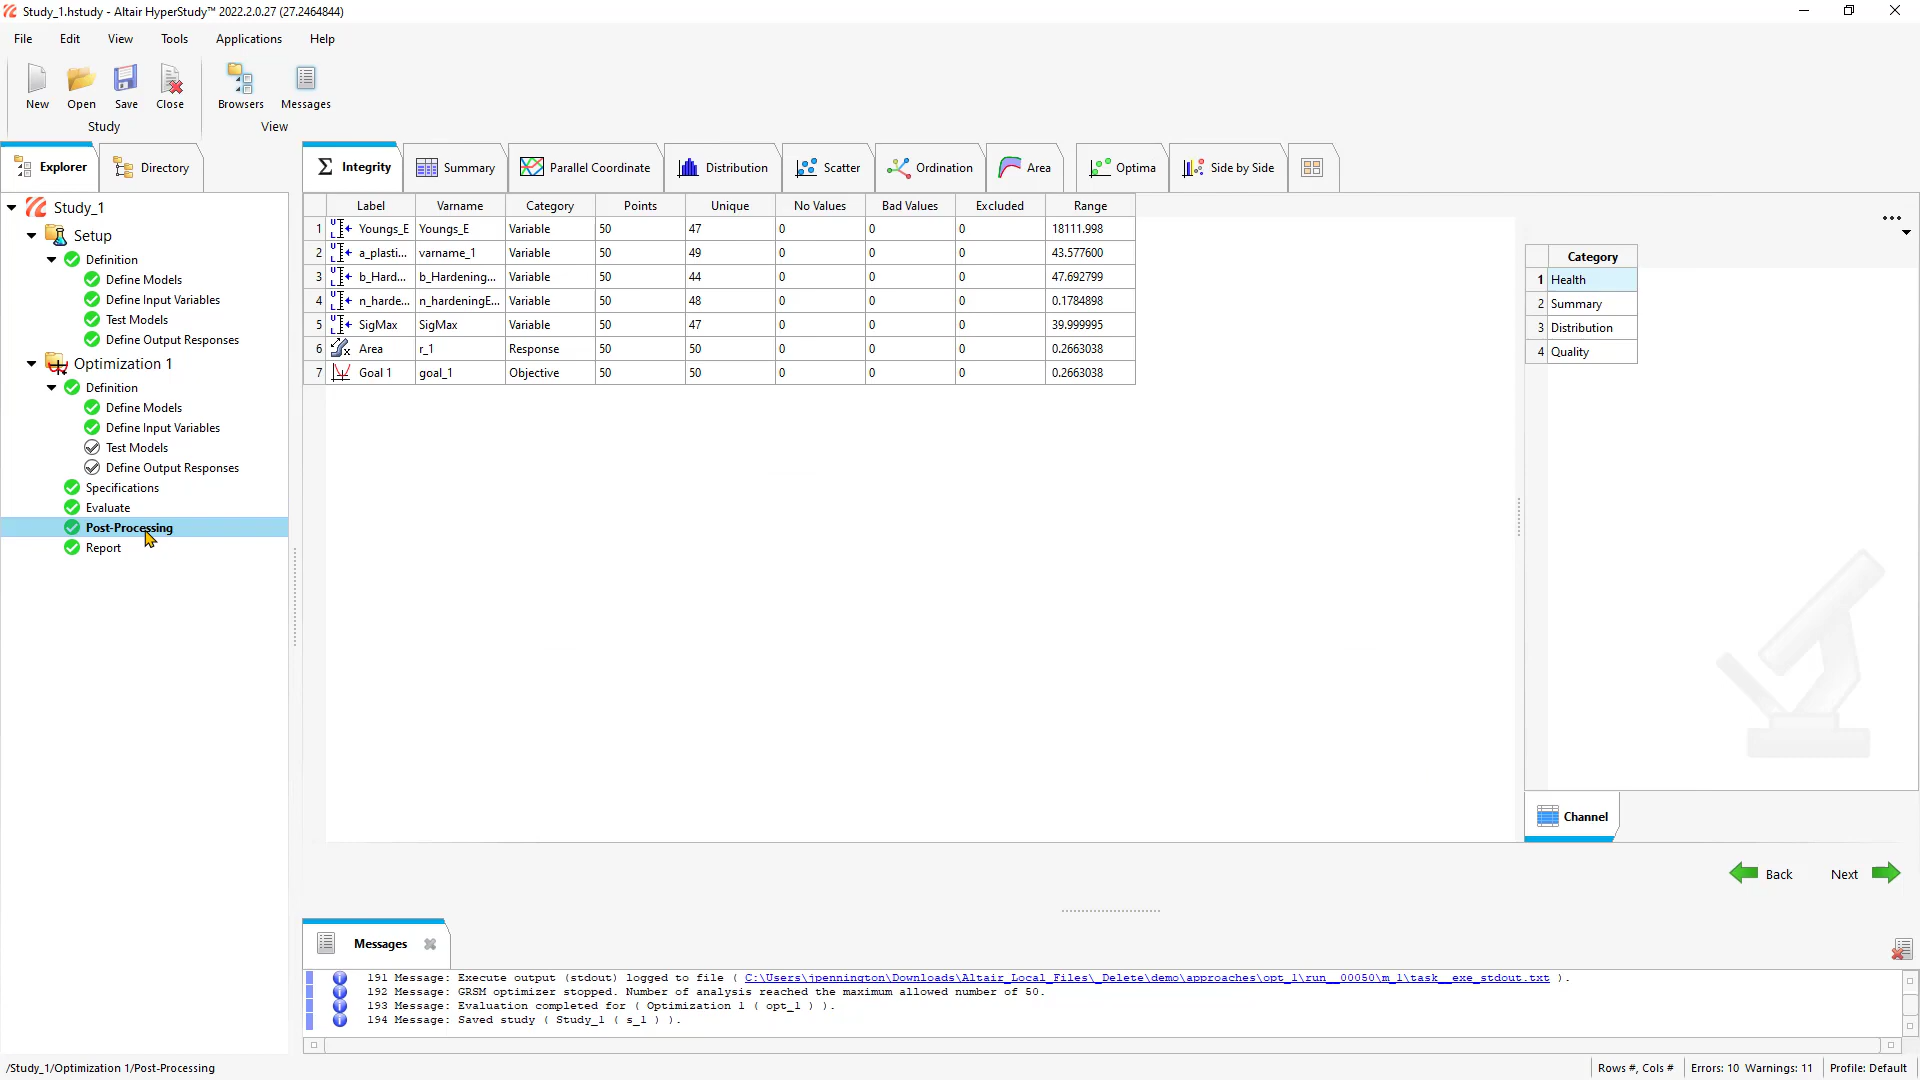 Study_1.hstudy - Altair HyperStudy™ 2022.2.0.27 (27.2464844)
File Edit View Tools Applications Help
New Open Save Close Browsers Messages
Study View
Explorer Directory
Integrity Summary Parallel Coordinate Distribution Scatter Ordination Area Optima Side by Side
Study_1
Setup
Definition
Define Models
Define Input Variables
Test Models
Define Output Responses
Optimization 1
Definition
Define Models
Define Input Variables
Test Models
Define Output Responses
Specifications
Evaluate
Post-Processing
Report
Label Varname Category Points Unique No Values Bad Values Excluded Range
1 Youngs_E Youngs_E Variable 50 47 0 0 0 18111.998
2 a_plasti... varname_1 Variable 50 49 0 0 0 43.577600
3 b_Hard... b_Hardening... Variable 50 44 0 0 0 47.692799
4 n_harde... n_hardeningE... Variable 50 48 0 0 0 0.1784898
5 SigMax SigMax Variable 50 47 0 0 0 39.999995
6 Area r_1 Response 50 50 0 0 0 0.2663038
7 Goal 1 goal_1 Objective 50 50 0 0 0 0.2663038
Category
1 Health
2 Summary
3 Distribution
4 Quality
Channel
Back Next
Messages
191 Message: Execute output (stdout) logged to file ( C:\Users\jpennington\Downloads\Altair_Local_Files\_Delete\demo\approaches\opt_1\run__00050\m_1\task__exe_stdout.txt ).
192 Message: GRSM optimizer stopped. Number of analysis reached the maximum allowed number of 50.
193 Message: Evaluation completed for ( Optimization 1 ( opt_1 ) ).
194 Message: Saved study ( Study_1 ( s_1 ) ).
/Study_1/Optimization 1/Post-Processing
Rows #, Cols # Errors: 10 Warnings: 11 Profile: Default